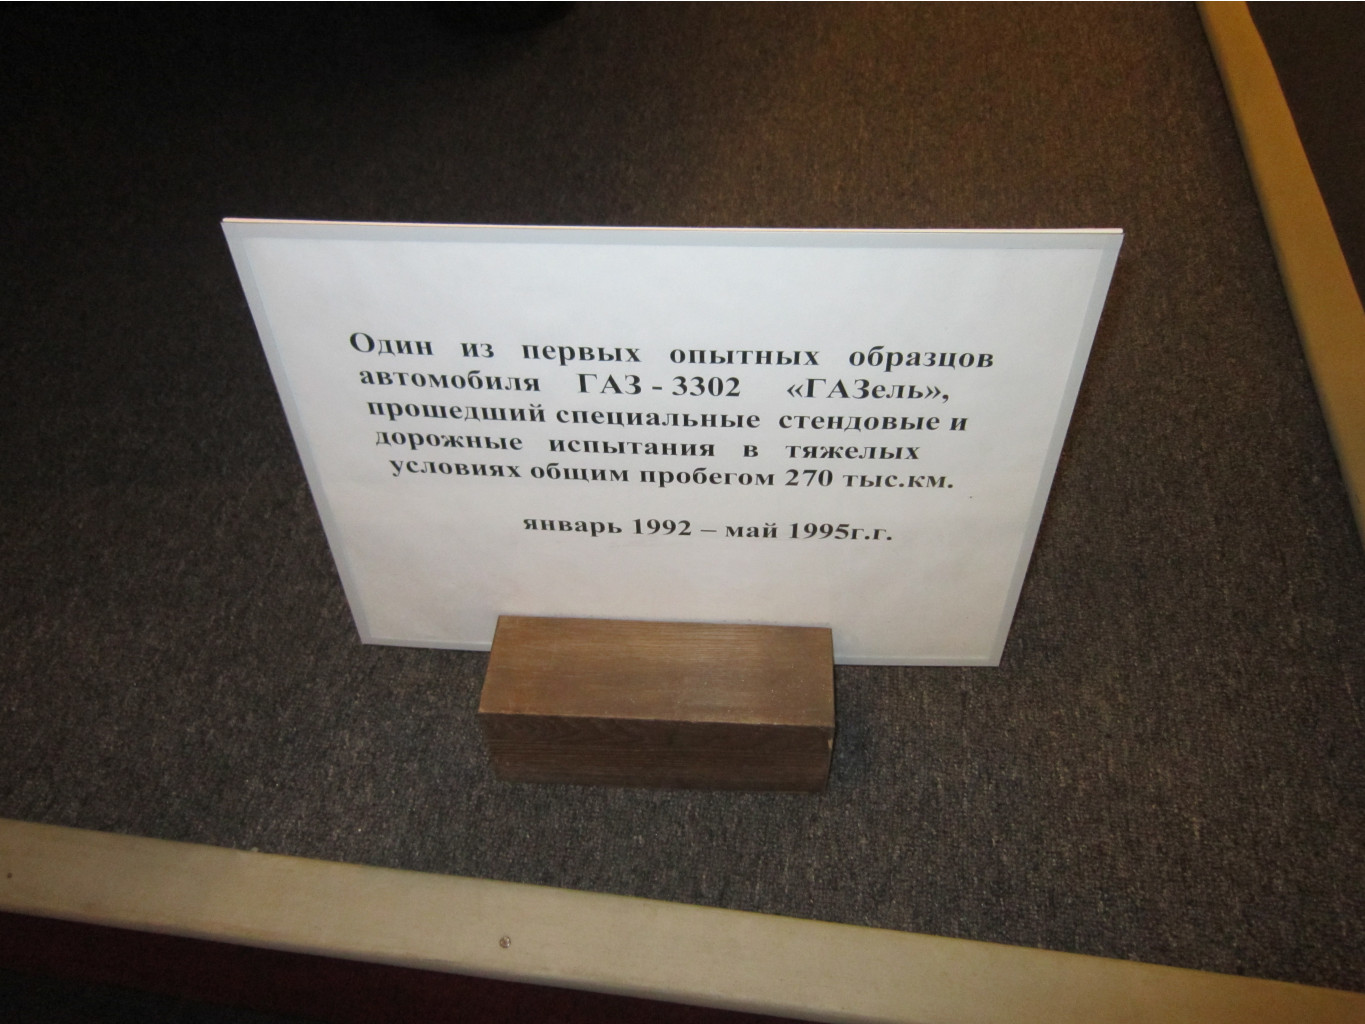 Один из первых опытных образцов
автомобиля ГАЗ - 3302 «ГАЗель»,
прошедший специальные стендовые и
дорожные испытания в тяжелых
условиях общим пробегом 270 тыс.км.
январь 1992 – май 1995г.г.